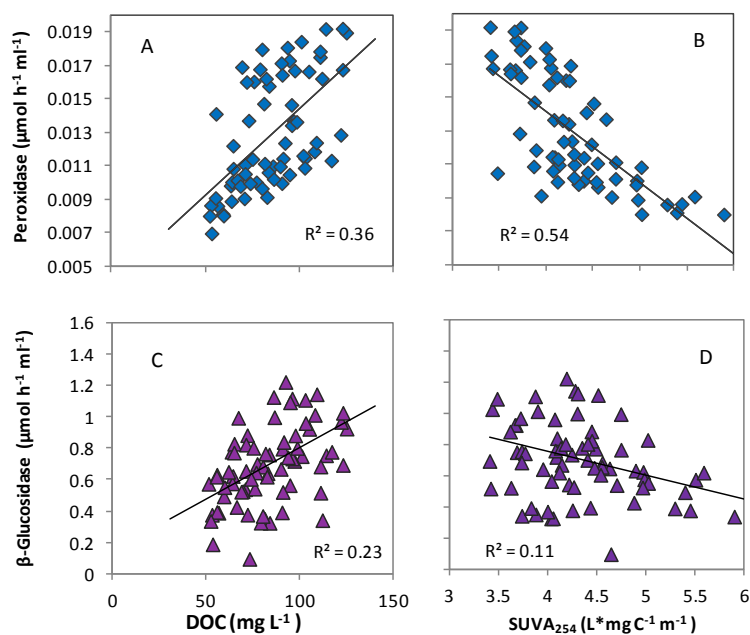 0.019
0.017
0.015
0.013
0.011
0.009
0.007
0.005
Peroxidase (μmol h⁻¹ ml⁻¹)
A
R² = 0.36
B
R² = 0.54
1.6
1.4
1.2
1
0.8
0.6
0.4
0.2
0
β-Glucosidase (μmol h⁻¹ ml⁻¹)
C
R² = 0.23
0 50 100 150
DOC (mg L⁻¹)
D
R² = 0.11
3 3.5 4 4.5 5 5.5 6
SUVA₂₅₄ (L*mg C⁻¹ m⁻¹)